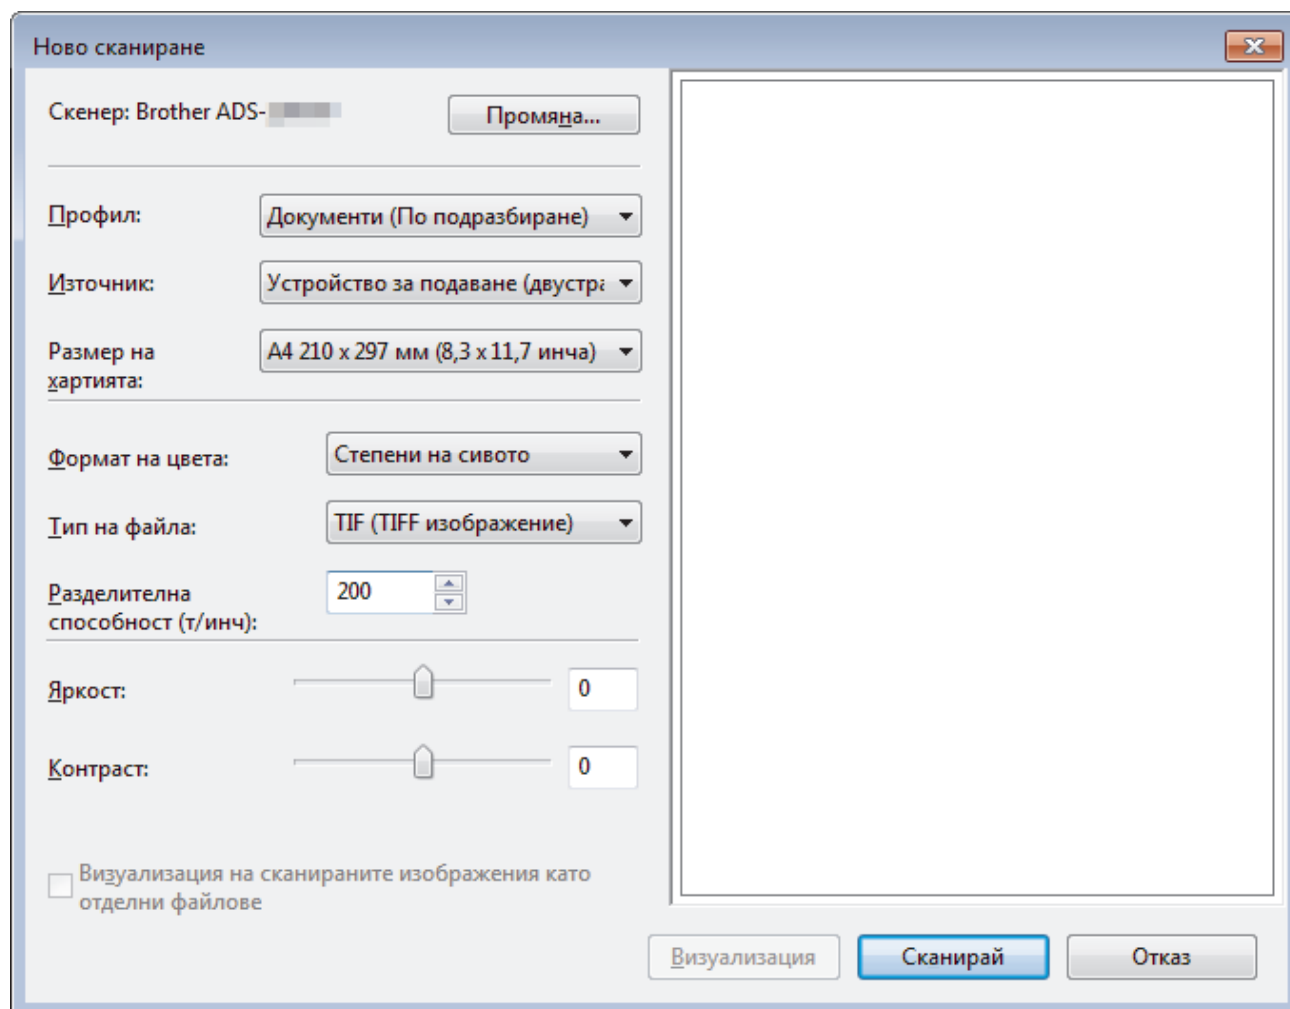 Ново сканиране
Скенер: Brother ADS-
Промяна...
Профил:
Документи (По подразбиране)
Източник:
Устройство за подаване (двустра
Размер на
хартията:
A4 210 x 297 мм (8,3 x 11,7 инча)
Формат на цвета:
Степени на сивото
Тип на файла:
TIF (TIFF изображение)
Разделителна
способност (т/инч):
200
Яркост:
0
Контраст:
0
Визуализация на сканираните изображения като
отделни файлове
Визуализация
Сканирай
Отказ